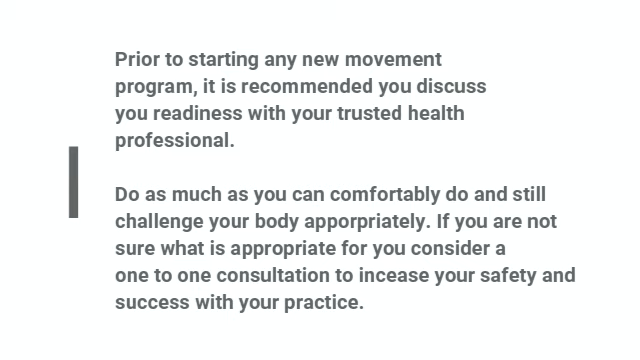 Prior to starting any new movement
program, it is recommended you discuss
you readiness with your trusted health
professional.
Do as much as you can comfortably do and still
challenge your body apporpriately. If you are not
sure what is appropriate for you consider a
one to one consultation to incease your safety and
success with your practice.